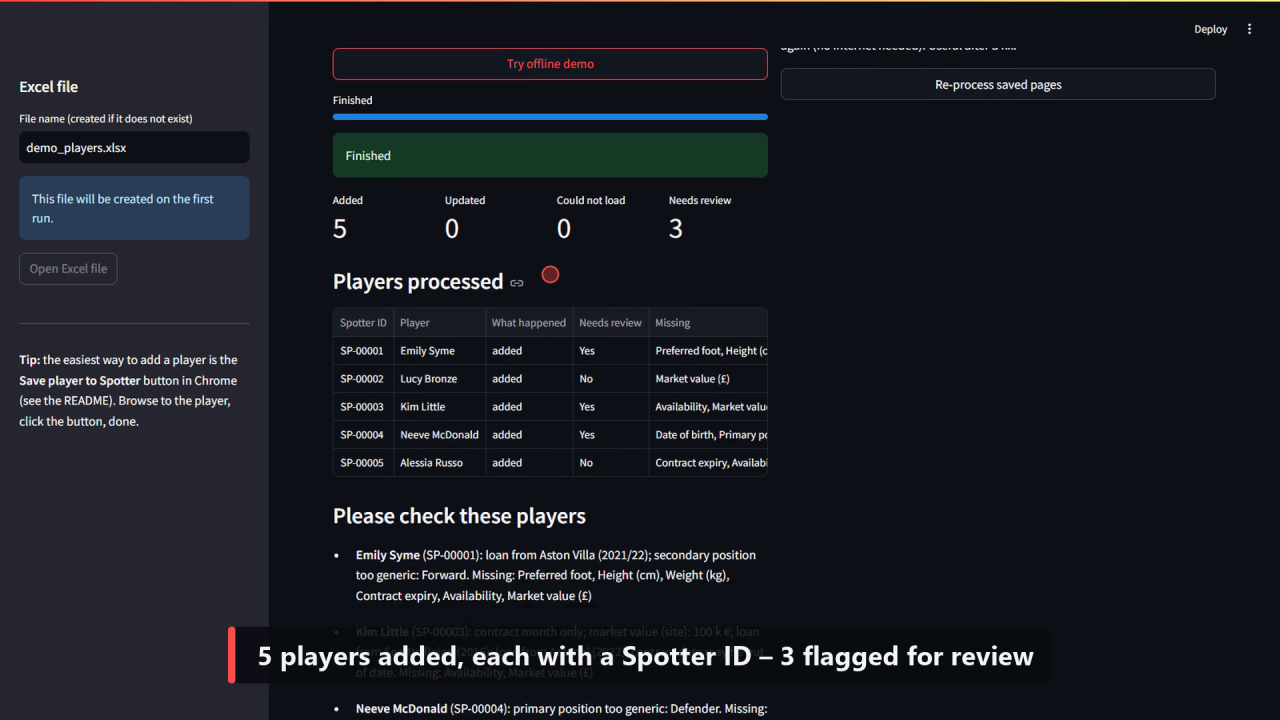 Deploy
Excel file
File name (created if it does not exist)
demo_players.xlsx
This file will be created on the first
run.
Open Excel file
Tip: the easiest way to add a player is the
Save player to Spotter button in Chrome
(see the README). Browse to the player,
click the button, done.
Try offline demo
Finished
Finished
Added Updated Could not load Needs review
5 0 0 3
Players processed
Spotter ID Player What happened Needs review Missing
SP-00001 Emily Syme added Yes Preferred foot, Height (c
SP-00002 Lucy Bronze added No Market value (£)
SP-00003 Kim Little added Yes Availability, Market valu
SP-00004 Neeve McDonald added Yes Date of birth, Primary po
SP-00005 Alessia Russo added No Contract expiry, Availabi
Please check these players
Emily Syme (SP-00001): loan from Aston Villa (2021/22); secondary position
too generic: Forward. Missing: Preferred foot, Height (cm), Weight (kg),
Contract expiry, Availability, Market value (£)
Kim Little (SP-00003): contract month only; market value (site): 100 k €; loan
of date. Missing: Availability, Market value (£)
5 players added, each with a Spotter ID – 3 flagged for review
Neeve McDonald (SP-00004): primary position too generic: Defender. Missing:
Re-process saved pages